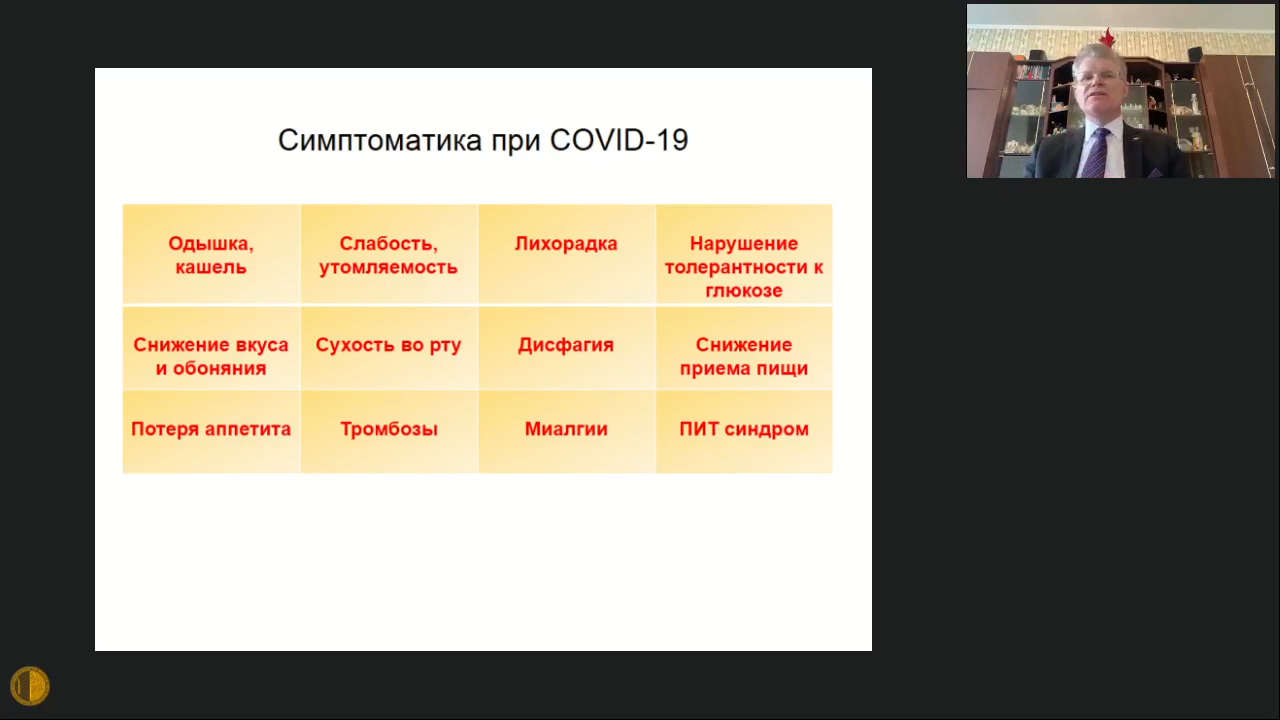 Симптоматика при COVID-19
Одышка,
кашель
Слабость,
утомляемость
Лихорадка
Нарушение
толерантности к
глюкозе
Снижение вкуса
и обоняния
Сухость во рту
Дисфагия
Снижение
приема пищи
Потеря аппетита
Тромбозы
Миалгии
ПИТ синдром